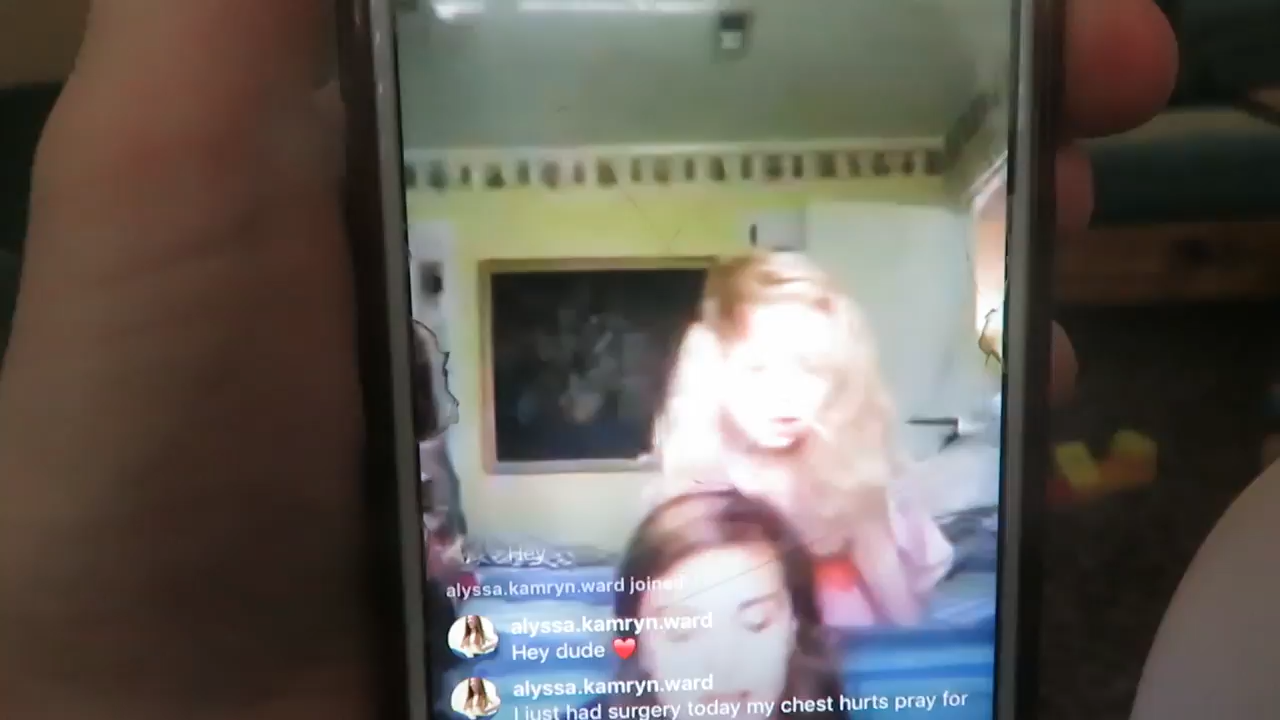 Hey
alyssa.kamryn.ward joined
alyssa.kamryn.ward
Hey dude ❤️
alyssa.kamryn.ward
I just had surgery today my chest hurts pray for